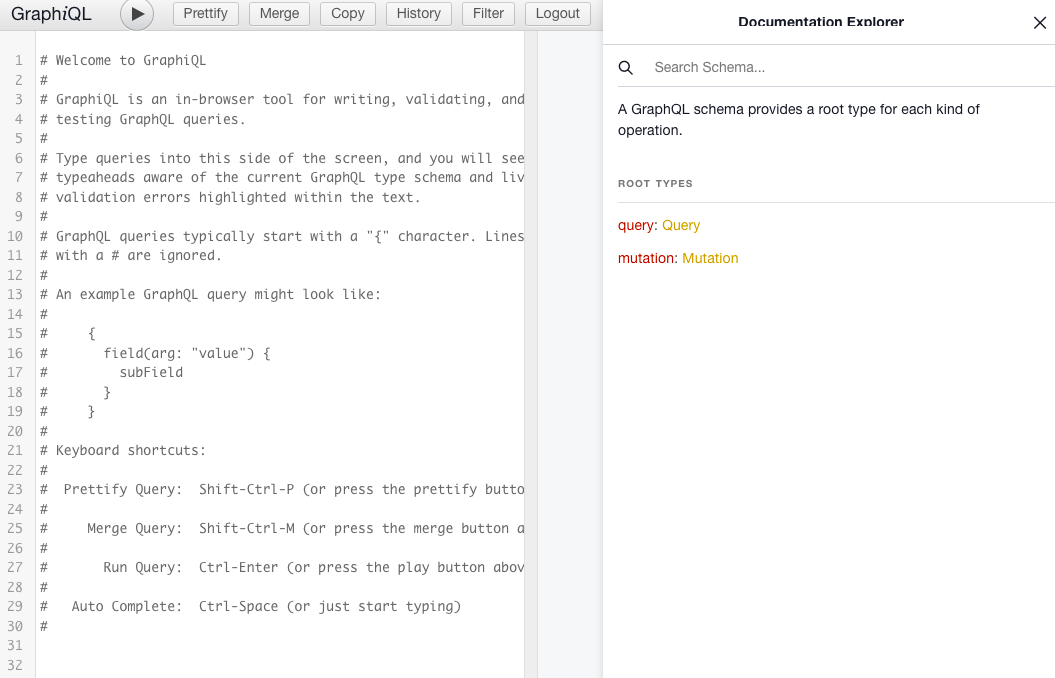 GraphiQL
Prettify
Merge
Copy
History
Filter
Logout
1 # Welcome to GraphiQL
2 #
3 # GraphiQL is an in-browser tool for writing, validating, and
4 # testing GraphQL queries.
5 #
6 # Type queries into this side of the screen, and you will see
7 # typeaheads aware of the current GraphQL type schema and liv
8 # validation errors highlighted within the text.
9 #
10 # GraphQL queries typically start with a "{" character. Lines
11 # with a # are ignored.
12 #
13 # An example GraphQL query might look like:
14 #
15 #     {
16 #       field(arg: "value") {
17 #         subField
18 #       }
19 #     }
20 #
21 # Keyboard shortcuts:
22 #
23 #  Prettify Query:  Shift-Ctrl-P (or press the prettify butto
24 #
25 #     Merge Query:  Shift-Ctrl-M (or press the merge button a
26 #
27 #       Run Query:  Ctrl-Enter (or press the play button abov
28 #
29 #   Auto Complete:  Ctrl-Space (or just start typing)
30 #
31
32
Documentation Explorer
Search Schema...
A GraphQL schema provides a root type for each kind of
operation.
ROOT TYPES
query: Query
mutation: Mutation